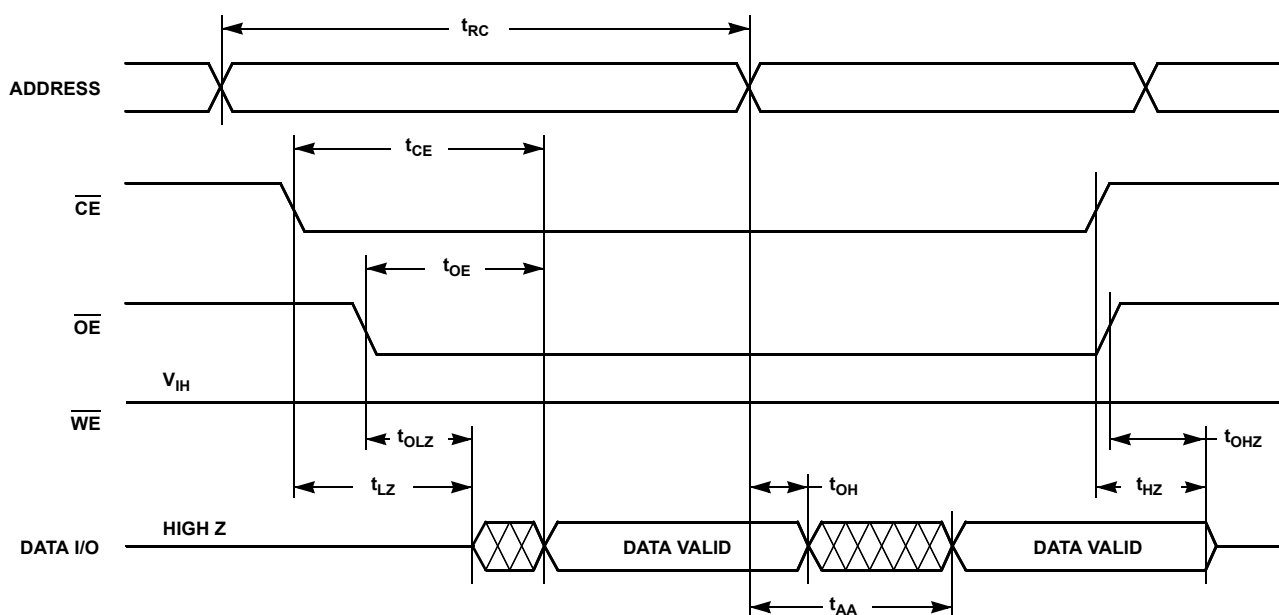 tRC
ADDRESS
tCE
CE
tOE
OE
VIH
WE
tOLZ
tOHZ
tLZ
tOH
tHZ
HIGH Z
DATA I/O
DATA VALID
DATA VALID
tAA